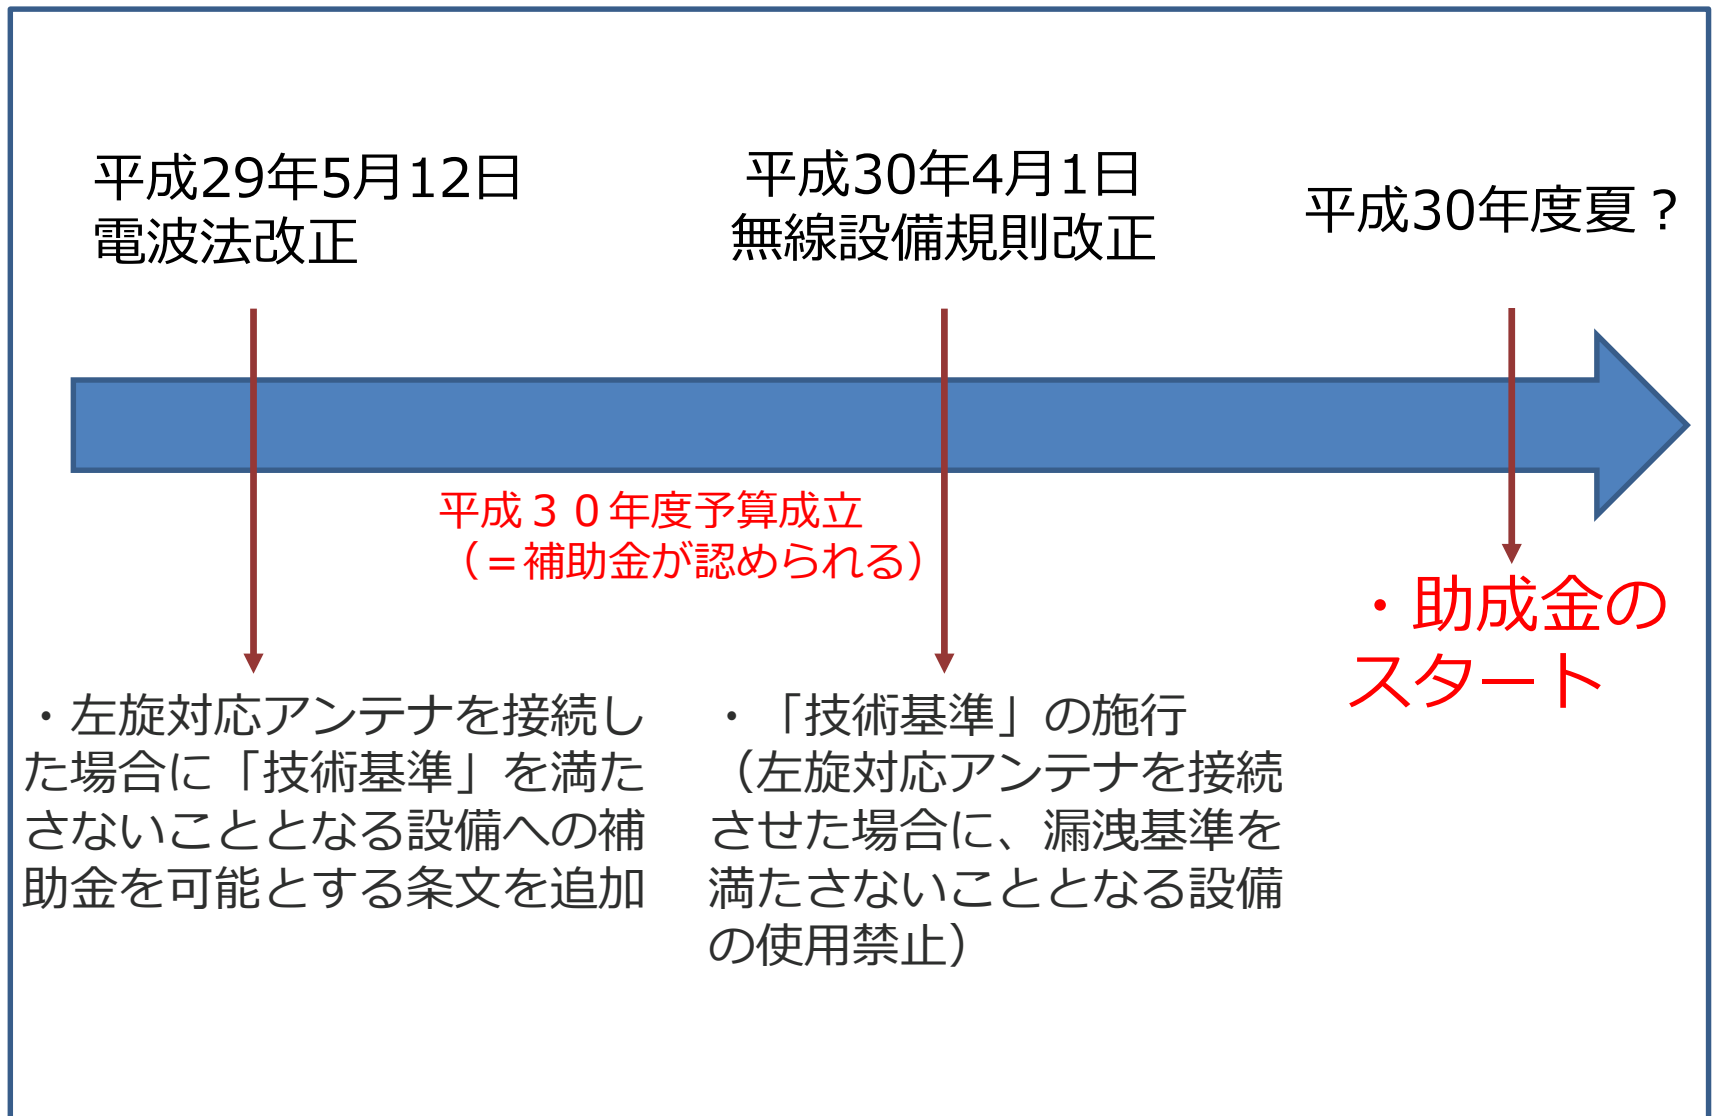 平成29年5月12日
電波法改正
平成30年4月1日
無線設備規則改正
平成30年度夏？
平成３０年度予算成立
（＝補助金が認められる）
・助成金の
スタート
・左旋対応アンテナを接続し
た場合に「技術基準」を満た
さないこととなる設備への補
助金を可能とする条文を追加
・「技術基準」の施行
（左旋対応アンテナを接続
させた場合に、漏洩基準を
満たさないこととなる設備
の使用禁止）